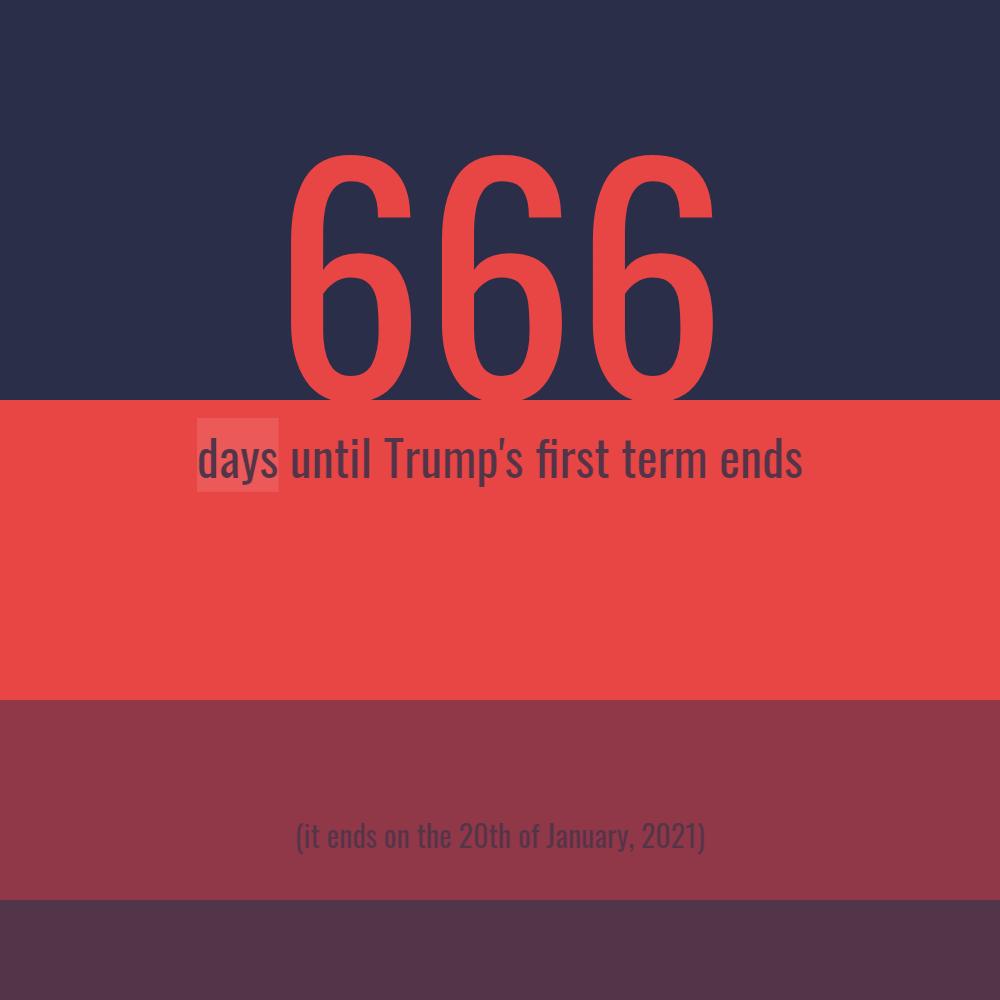 666
days until Trump's first term ends
(it ends on the 20th of January, 2021)